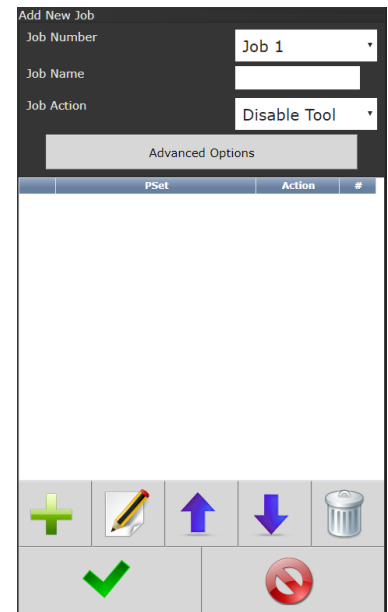 Add New Job
Job Number
Job 1
Job Name
Job Action
Disable Tool
Advanced Options
PSet Action #